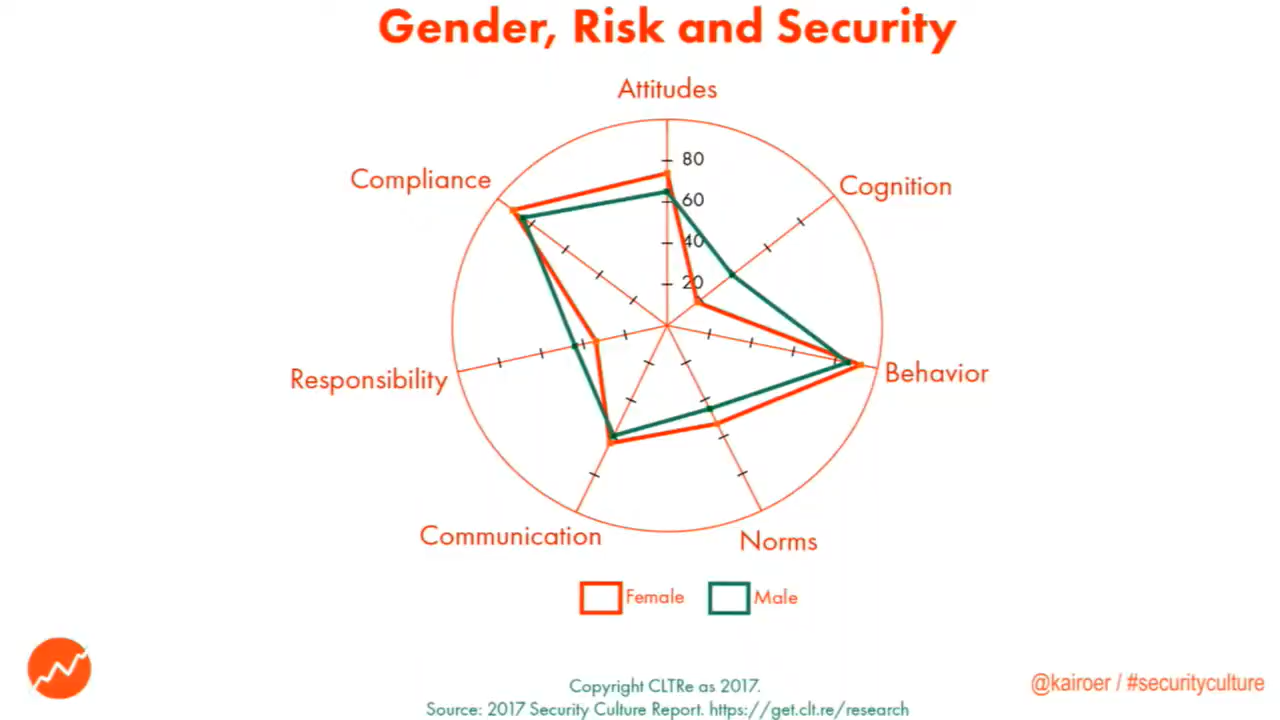 Gender, Risk and Security
Attitudes
80
Compliance
Cognition
60
40
20
Responsibility
Behavior
Communication
Norms
Female
Male
Copyright CLTRe as 2017.
Source: 2017 Security Culture Report. https://get.clt.re/research
@kairoer / #securityculture